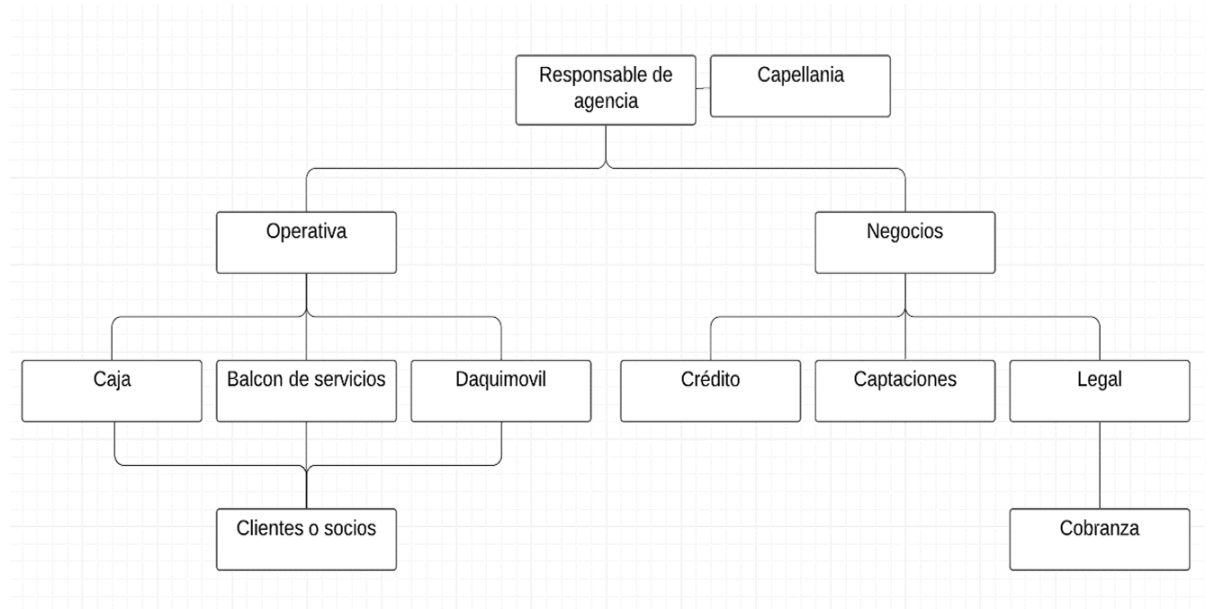 Responsable de
agencia
Capellania
Operativa
Negocios
Caja
Balcon de servicios
Daquimovil
Crédito
Captaciones
Legal
Clientes o socios
Cobranza